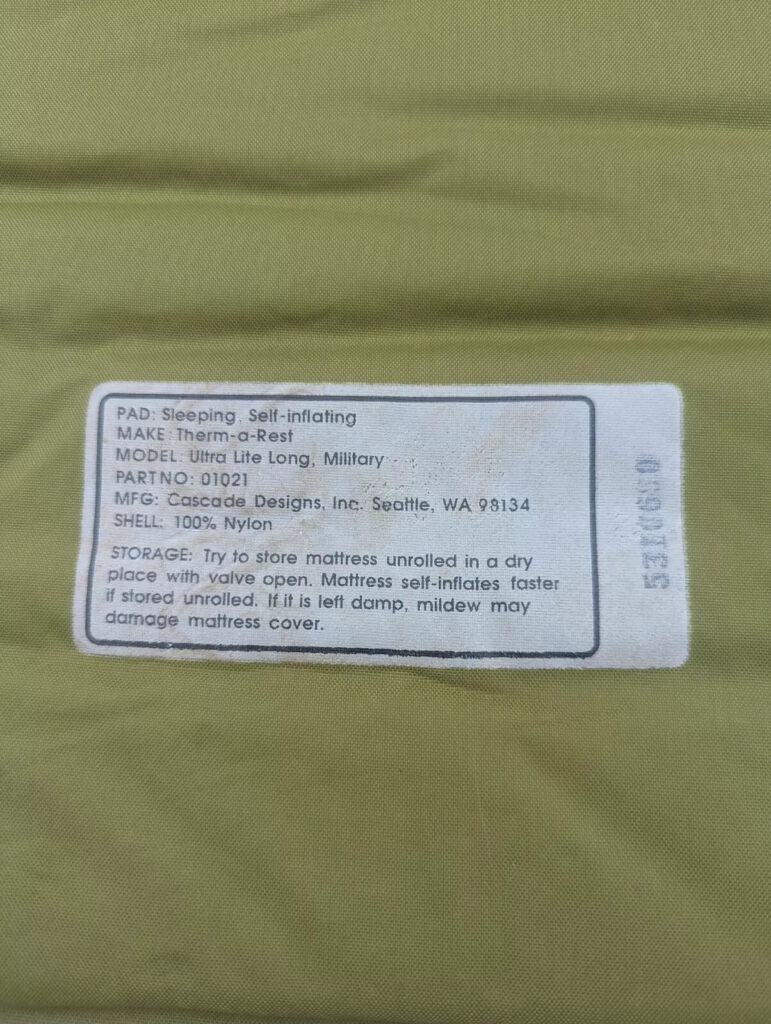 PAD: Sleeping, Self-inflating
MAKE: Therm-a-Rest
MODEL: Ultra Lite Long, Military
PART NO: 01021
MFG: Cascade Designs, Inc. Seattle, WA 98134
SHELL: 100% Nylon
STORAGE: Try to store mattress unrolled in a dry
place with valve open. Mattress self-inflates faster
if stored unrolled. If it is left damp, mildew may
damage mattress cover.